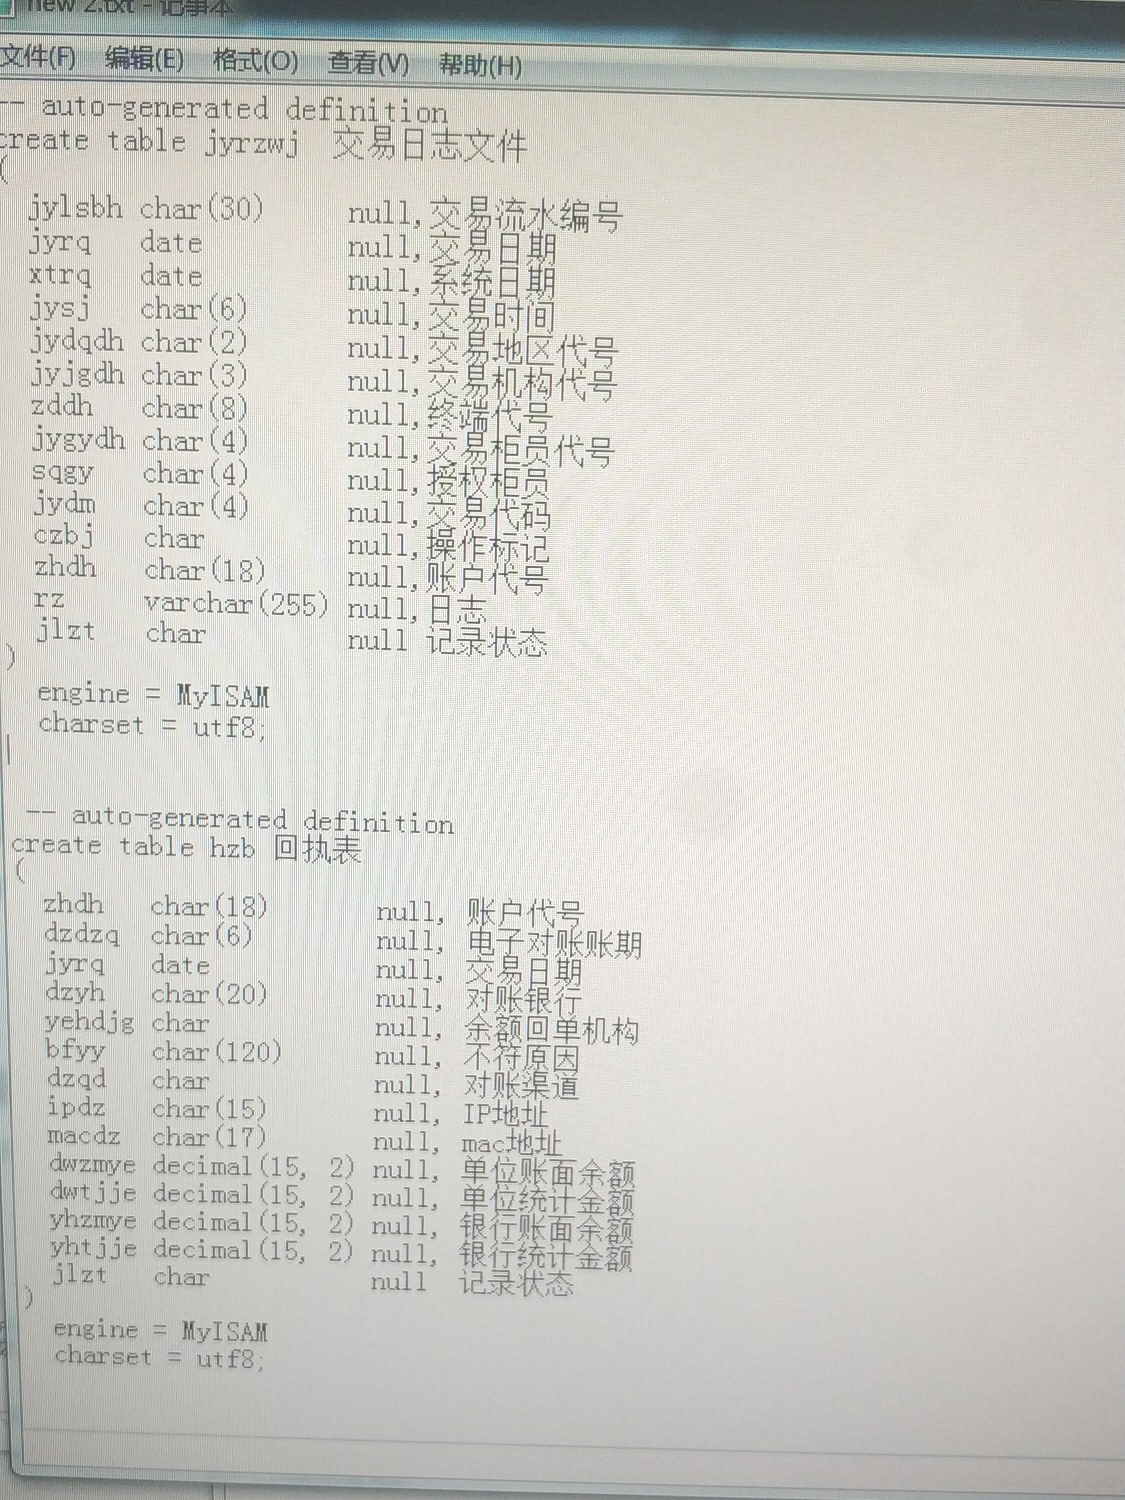 new 2.txt - 记事本
文件(F) 编辑(E) 格式(O) 查看(V) 帮助(H)
-- auto-generated definition
create table jyrzwj 交易日志文件
(
jylsbh char(30) null,交易流水编号
jyrq date null,交易日期
xtrq date null,系统日期
jysj char(6) null,交易时间
jydqdh char(2) null,交易地区代号
jyjgdh char(3) null,交易机构代号
zddh char(8) null,终端代号
jygydh char(4) null,交易柜员代号
sqgy char(4) null,授权柜员
jydm char(4) null,交易代码
czbj char null,操作标记
zhdh char(18) null,账户代号
rz varchar(255) null,日志
jlzt char null 记录状态
)
engine = MyISAM
charset = utf8;
-- auto-generated definition
create table hzb 回执表
(
zhdh char(18) null, 账户代号
dzdzq char(6) null, 电子对账账期
jyrq date null, 交易日期
dzyh char(20) null, 对账银行
yehdjg char null, 余额回单机构
bfyy char(120) null, 不符原因
dzqd char null, 对账渠道
ipdz char(15) null, IP地址
macdz char(17) null, mac地址
dwzmye decimal(15, 2) null, 单位账面余额
dwtjje decimal(15, 2) null, 单位统计金额
yhzmye decimal(15, 2) null, 银行账面余额
yhtjje decimal(15, 2) null, 银行统计金额
jlzt char null 记录状态
)
engine = MyISAM
charset = utf8;